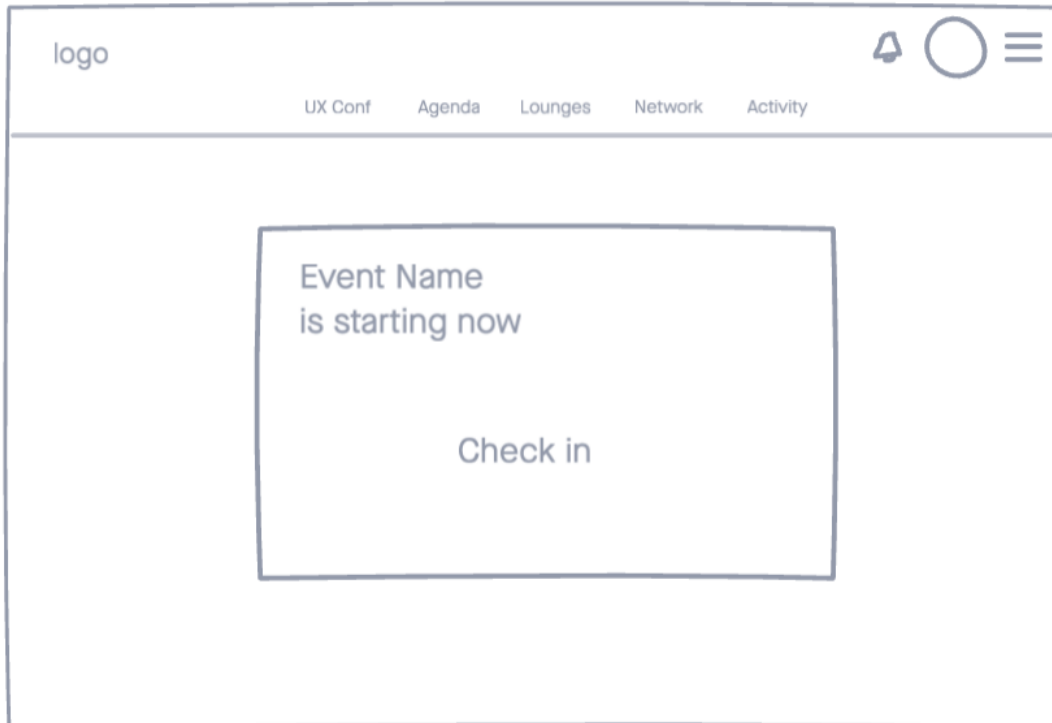 logo
UX Conf Agenda Lounges Network Activity
Event Name
is starting now
Check in